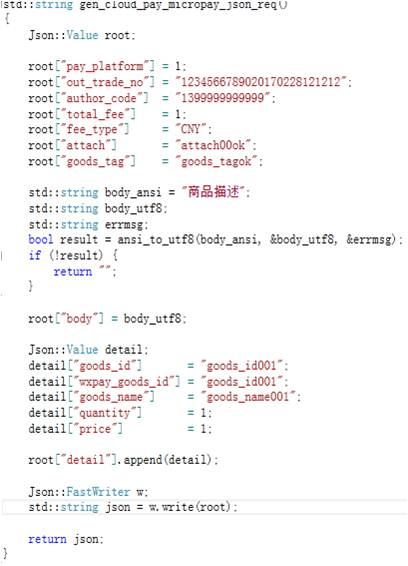 std::string gen_cloud_pay_micropay_json_req()
{
    Json::Value root;
    root["pay_platform"] = 1;
    root["out_trade_no"] = "1234566789020170228121212";
    root["author_code"]  = "1399999999999";
    root["total_fee"]    = 1;
    root["fee_type"]     = "CNY";
    root["attach"]       = "attach00ok";
    root["goods_tag"]    = "goods_tagok";
    std::string body_ansi = "商品描述";
    std::string body_utf8;
    std::string errmsg;
    bool result = ansi_to_utf8(body_ansi, &body_utf8, &errmsg);
    if (!result) {
        return "";
    }
    root["body"] = body_utf8;
    Json::Value detail;
    detail["goods_id"]       = "goods_id001";
    detail["wxpay_goods_id"] = "goods_id001";
    detail["goods_name"]     = "goods_name001";
    detail["quantity"]       = 1;
    detail["price"]          = 1;
    root["detail"].append(detail);
    Json::FastWriter w;
    std::string json = w.write(root);
    return json;
}